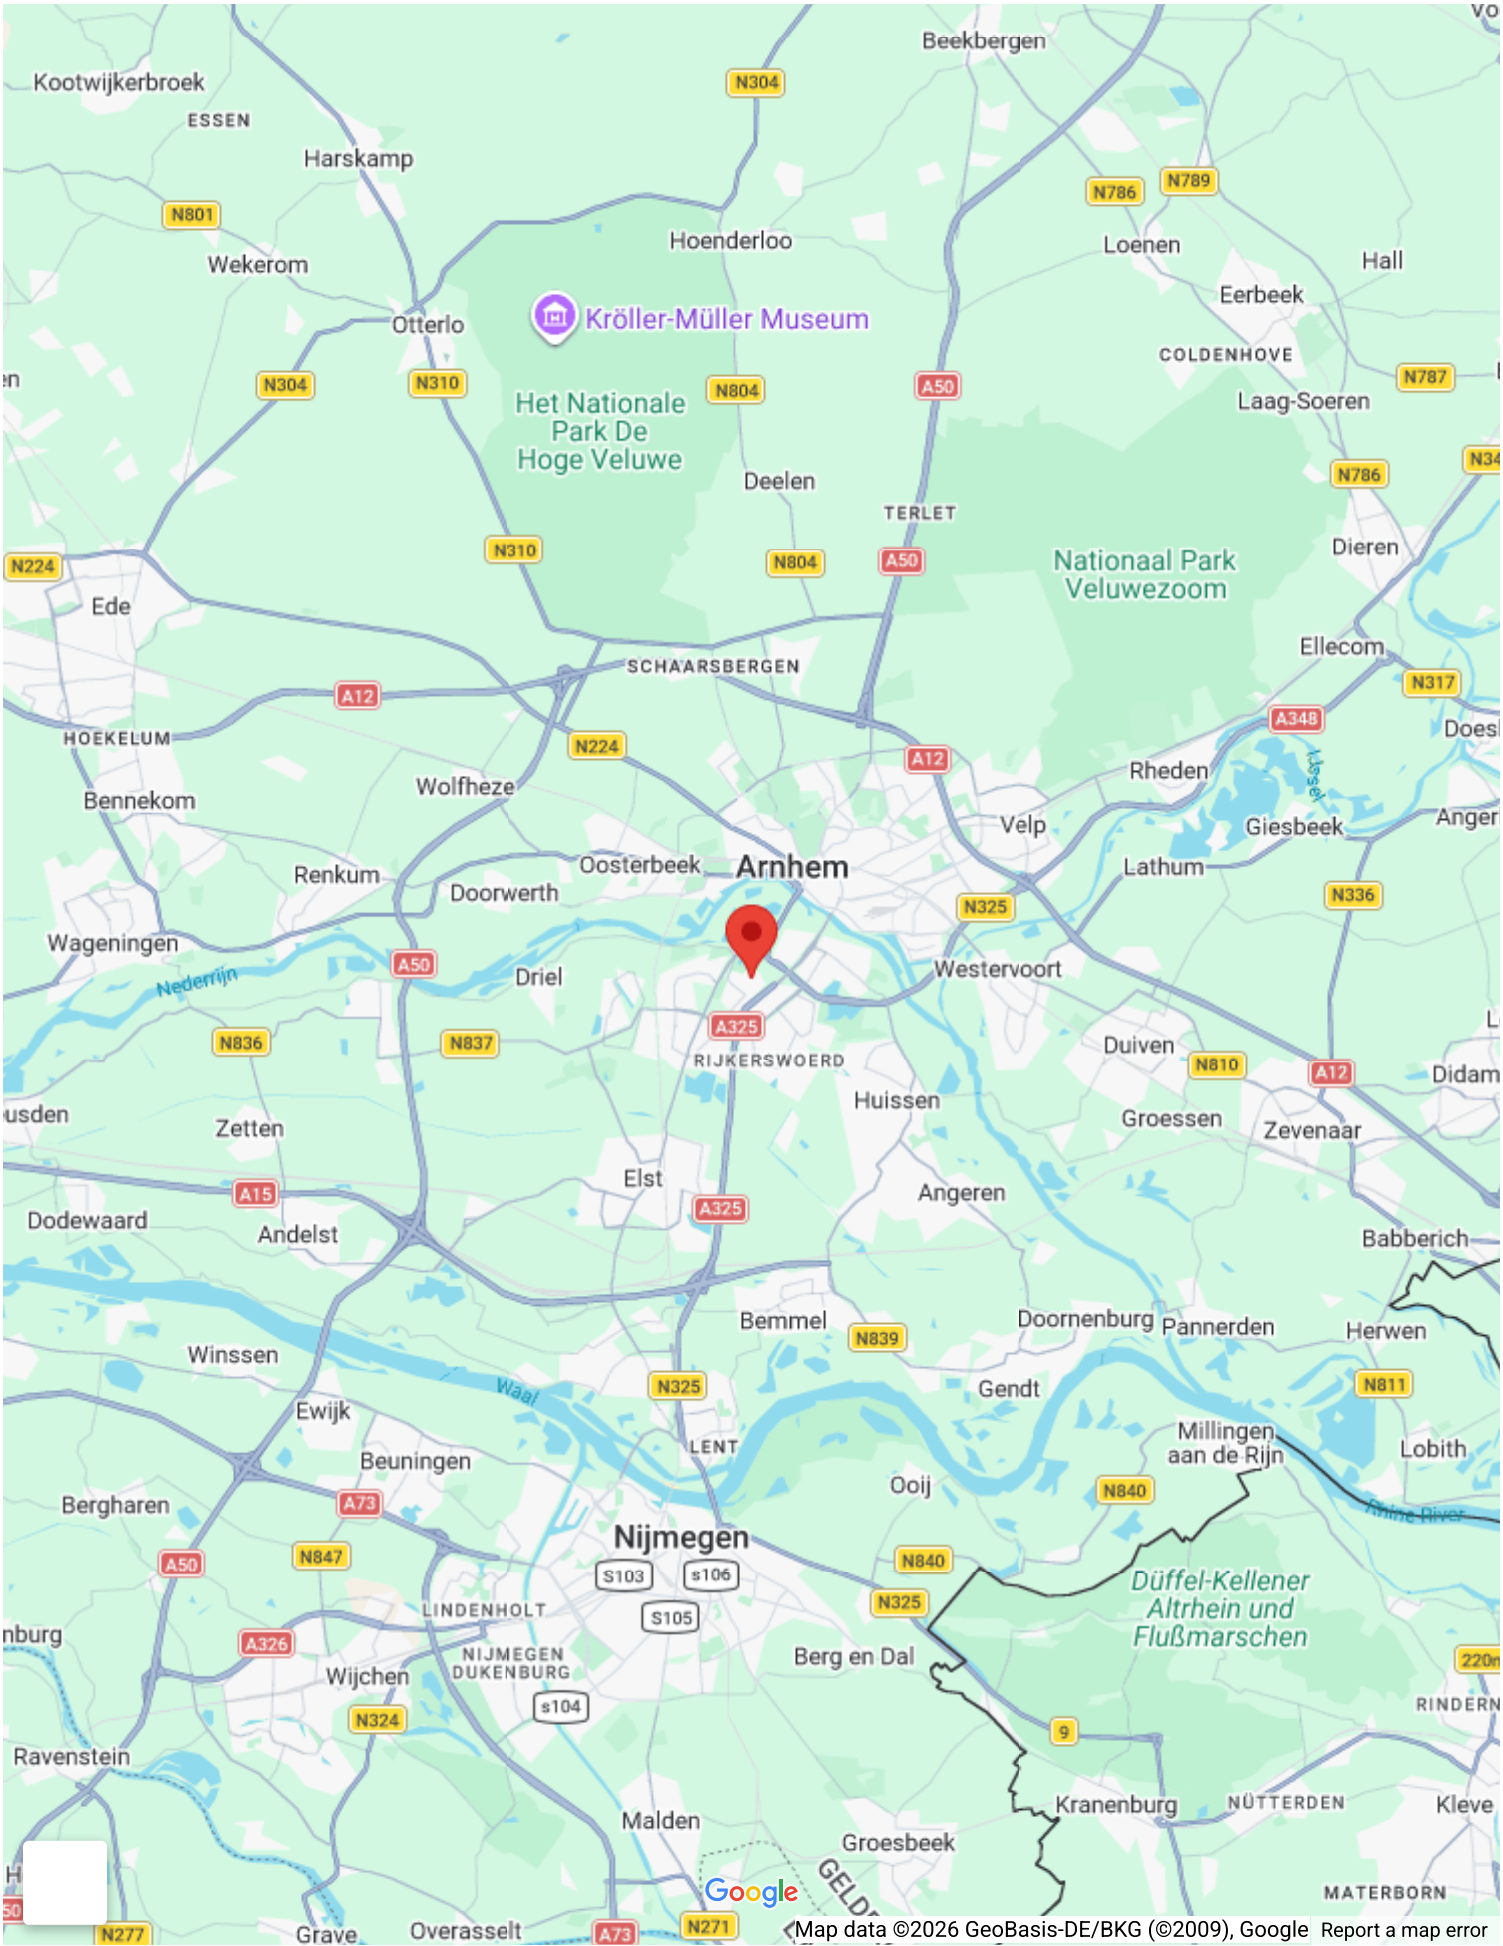 Beekbergen
Kootwijkerbroek
N304
ESSEN
Harskamp
N786
N789
N801
Hoenderloo
Loenen
Wekerom
Hall
Eerbeek
Kröller-Müller Museum
Otterlo
COLDENHOVE
N304
N310
N804
A50
N787
Het Nationale
Park De
Hoge Veluwe
Laag-Soeren
Deelen
N786
TERLET
N310
N804
A50
Nationaal Park
Veluwezoom
Dieren
N224
Ede
Ellecom
SCHAARSBERGEN
A12
N317
A348
HOEKELUM
N224
A12
Wolfheze
Rheden
IJssel
Bennekom
Velp
Giesbeek
Oosterbeek
Arnhem
Renkum
Doorwerth
Lathum
N325
N336
Wageningen
A50
Nederrijn
Driel
Westervoort
A325
N836
N837
RIJKERSWOERD
Duiven
N810
A12
Didam
Huissen
Zetten
Groessen
Zevenaar
Elst
A15
Angeren
Dodewaard
A325
Andelst
Babberich
Bemmel
Doornenburg
Pannerden
N839
Herwen
Winssen
Waal
N325
Gendt
N811
Ewijk
LENT
Millingen
aan de Rijn
Lobith
Beuningen
Ooij
N840
Bergharen
A73
Rhine River
Nijmegen
A50
N847
S103
s106
N840
Düffel-Kellener
Altrhein und
Flußmarschen
LINDENHOLT
S105
N325
A326
NIJMEGEN
DUKENBURG
Berg en Dal
Wijchen
s104
N324
9
Ravenstein
Kranenburg
NÜTTERDEN
Kleve
Malden
Groesbeek
Google
MATERBORN
N277
Grave
Overasselt
A73
N271
Map data ©2026 GeoBasis-DE/BKG (©2009), Google
Report a map error